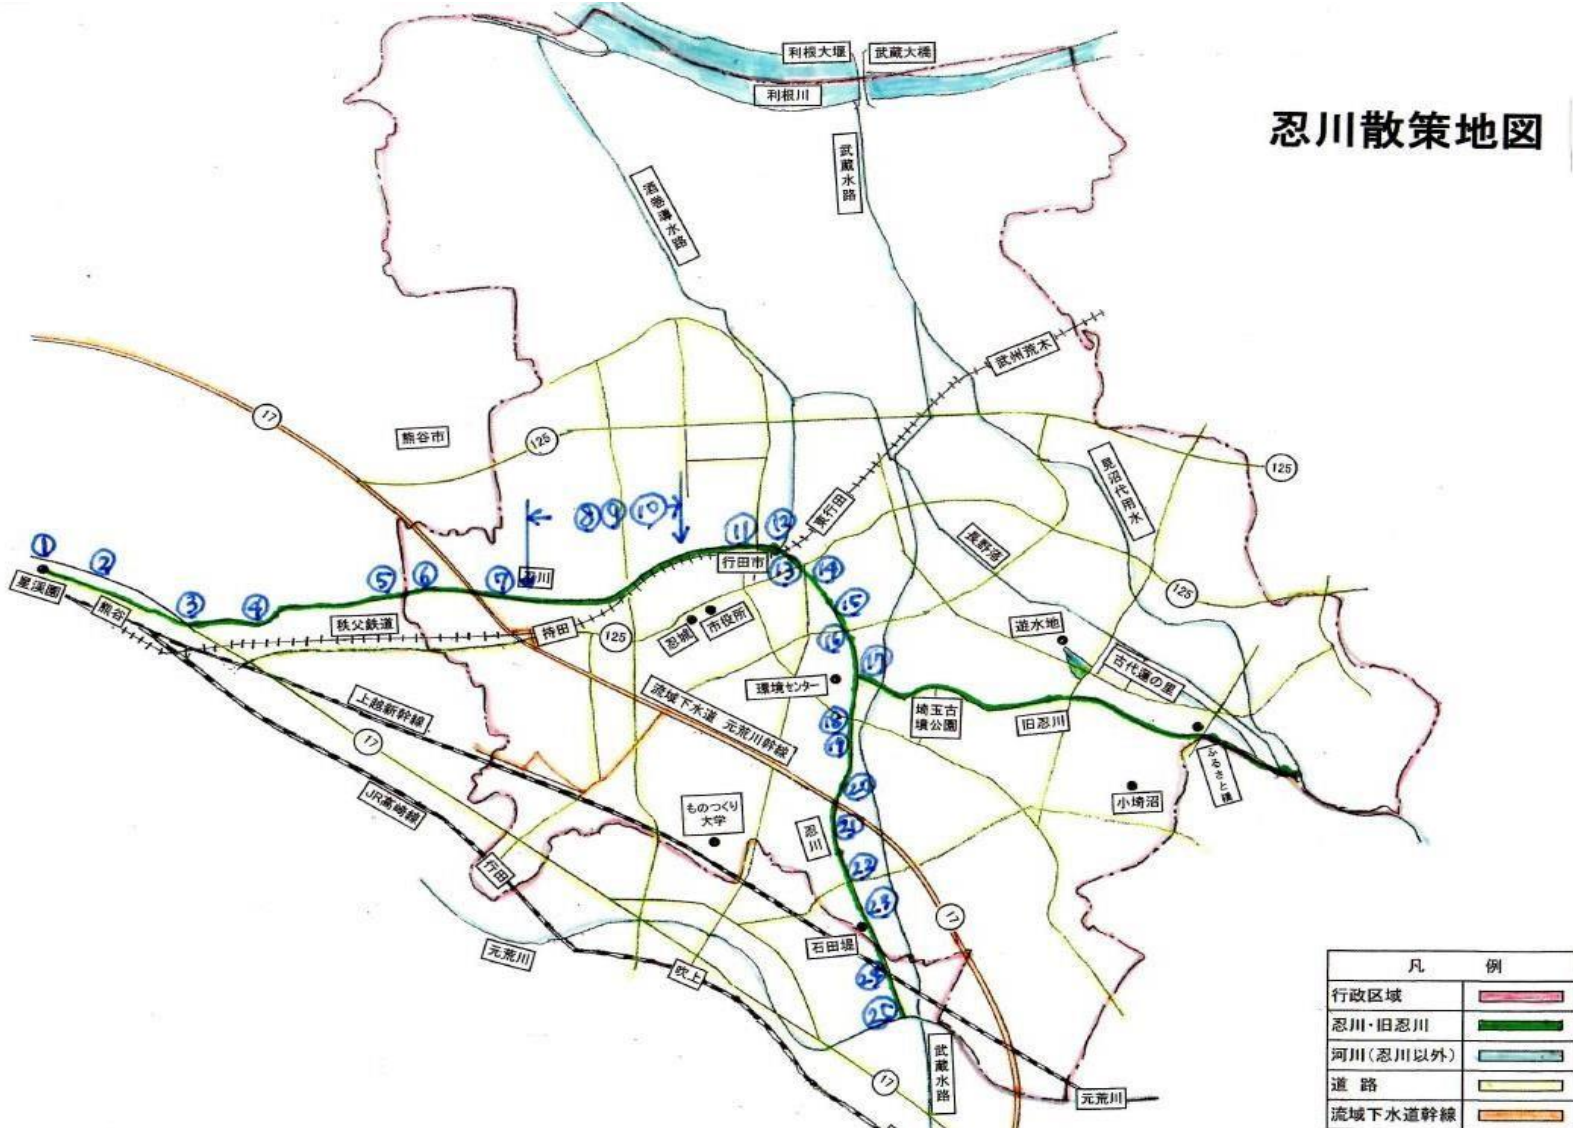 忍川散策地図
利根大堰
武蔵大橋
利根川
武蔵水路
酒巻導水路
武州荒木
17
熊谷市
125
125
見沼代用水
東行田
長野落
①
②
③
④
⑤
⑥
⑦
⑧⑨⑩
⑪
⑫
⑬
⑭
⑮
⑯
⑰
⑱
⑲
⑳
㉑
㉒
㉓
㉔
㉕
星渓園
熊谷
秩父鉄道
持田
125
行田市
忍城
市役所
125
遊水地
古代蓮の里
環境センター
埼玉古
墳公園
旧忍川
ふるさと橋
小埼沼
上越新幹線
流域下水道 元荒川幹線
17
JR高崎線
ものつくり
大学
忍川
行田
石田堤
17
元荒川
吹上
17
武蔵水路
元荒川
凡 例
行政区域
忍川・旧忍川
河川(忍川以外)
道 路
流域下水道幹線